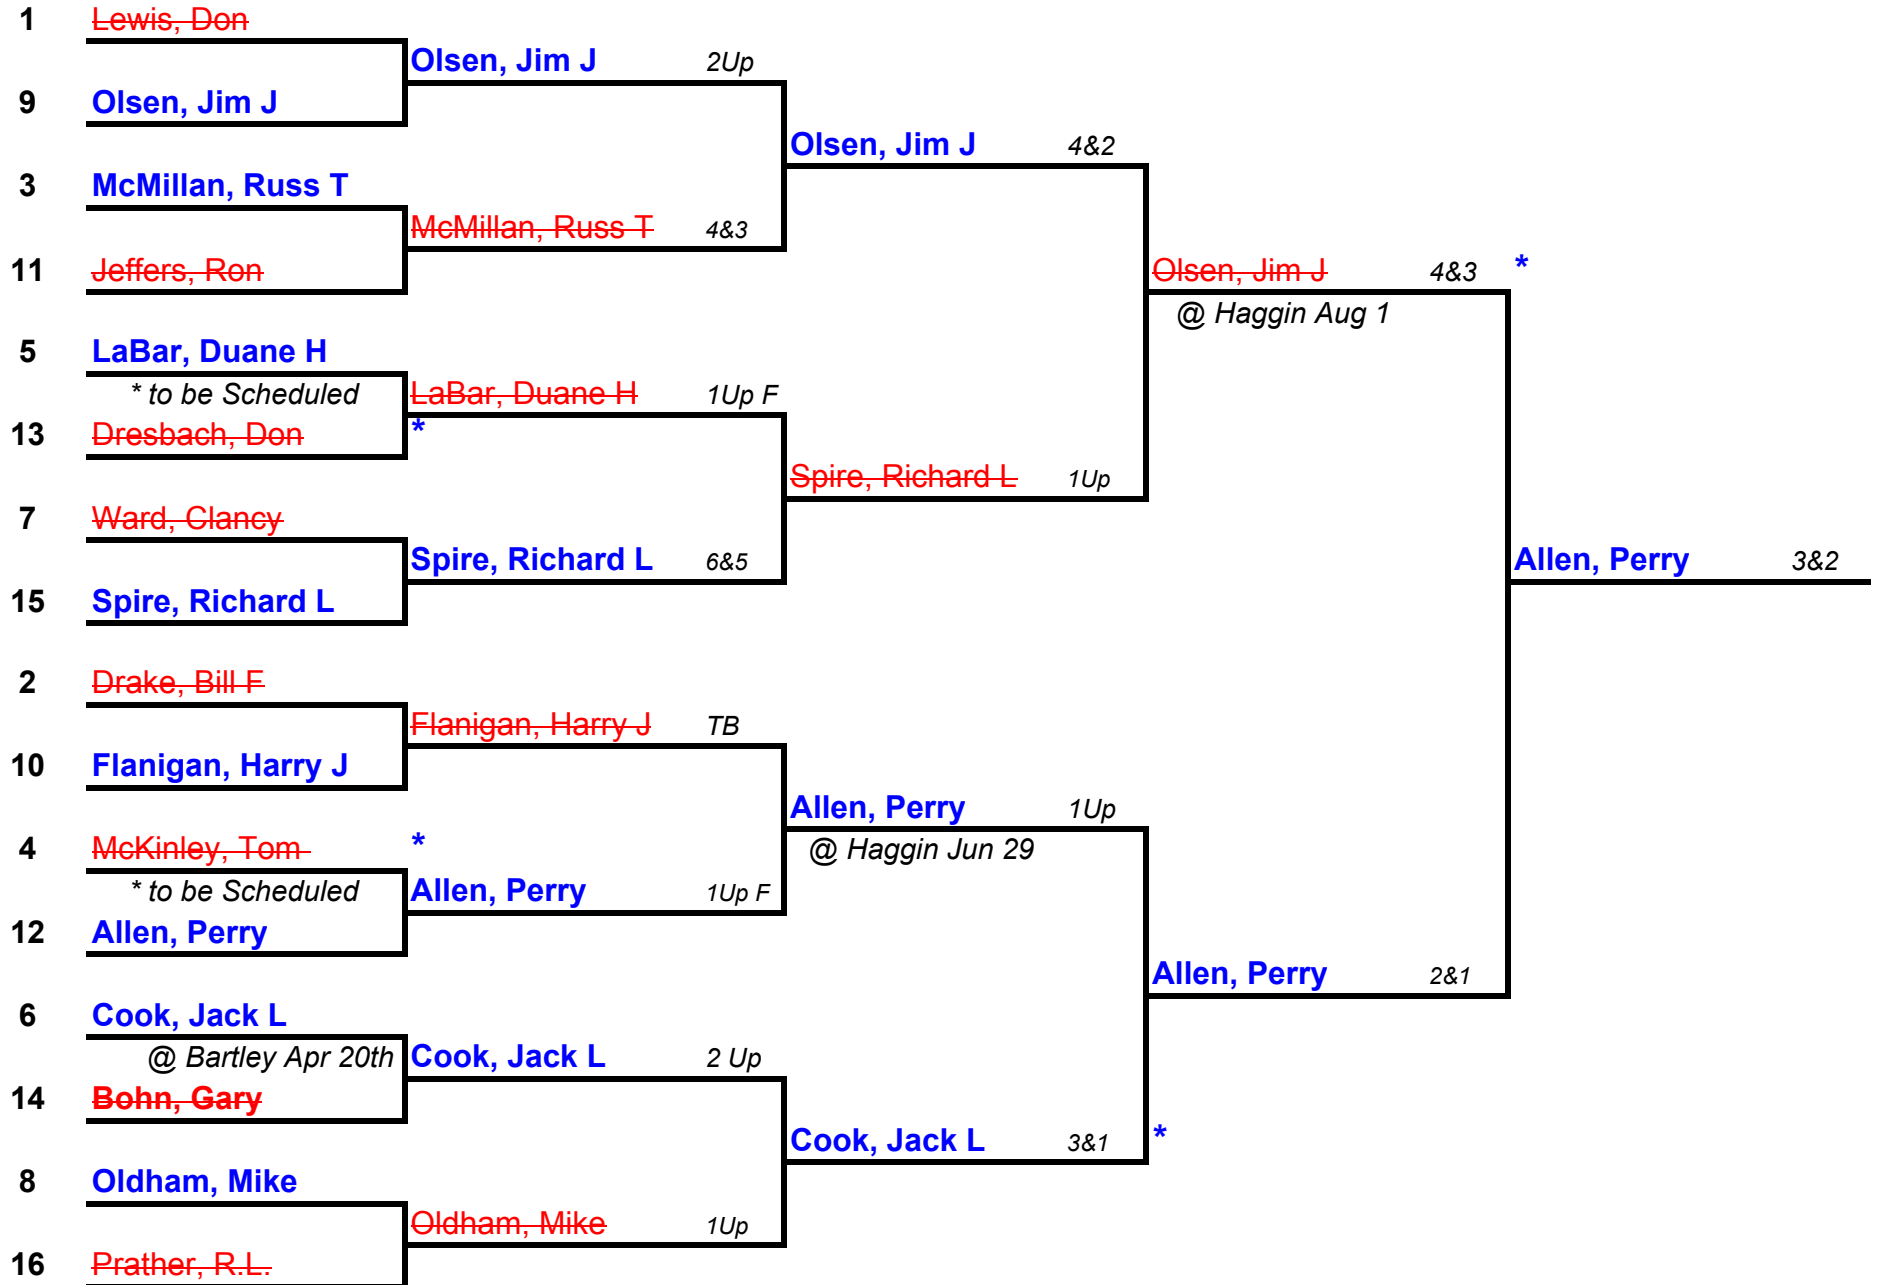 1 Lewis, Don
Olsen, Jim J 2Up
9 Olsen, Jim J
Olsen, Jim J 4&2
3 McMillan, Russ T
McMillan, Russ T 4&3
11 Jeffers, Ron
Olsen, Jim J 4&3 *
@ Haggin Aug 1
5 LaBar, Duane H
* to be Scheduled
LaBar, Duane H 1Up F
13 Dresbach, Don *
Spire, Richard L 1Up
7 Ward, Clancy
Spire, Richard L 6&5
Allen, Perry 3&2
15 Spire, Richard L
2 Drake, Bill F
Flanigan, Harry J TB
10 Flanigan, Harry J
Allen, Perry 1Up
@ Haggin Jun 29
4 McKinley, Tom *
* to be Scheduled
Allen, Perry 1Up F
12 Allen, Perry
Allen, Perry 2&1
6 Cook, Jack L
@ Bartley Apr 20th
Cook, Jack L 2 Up
14 Bohn, Gary
Cook, Jack L 3&1 *
8 Oldham, Mike
Oldham, Mike 1Up
16 Prather, R.L.